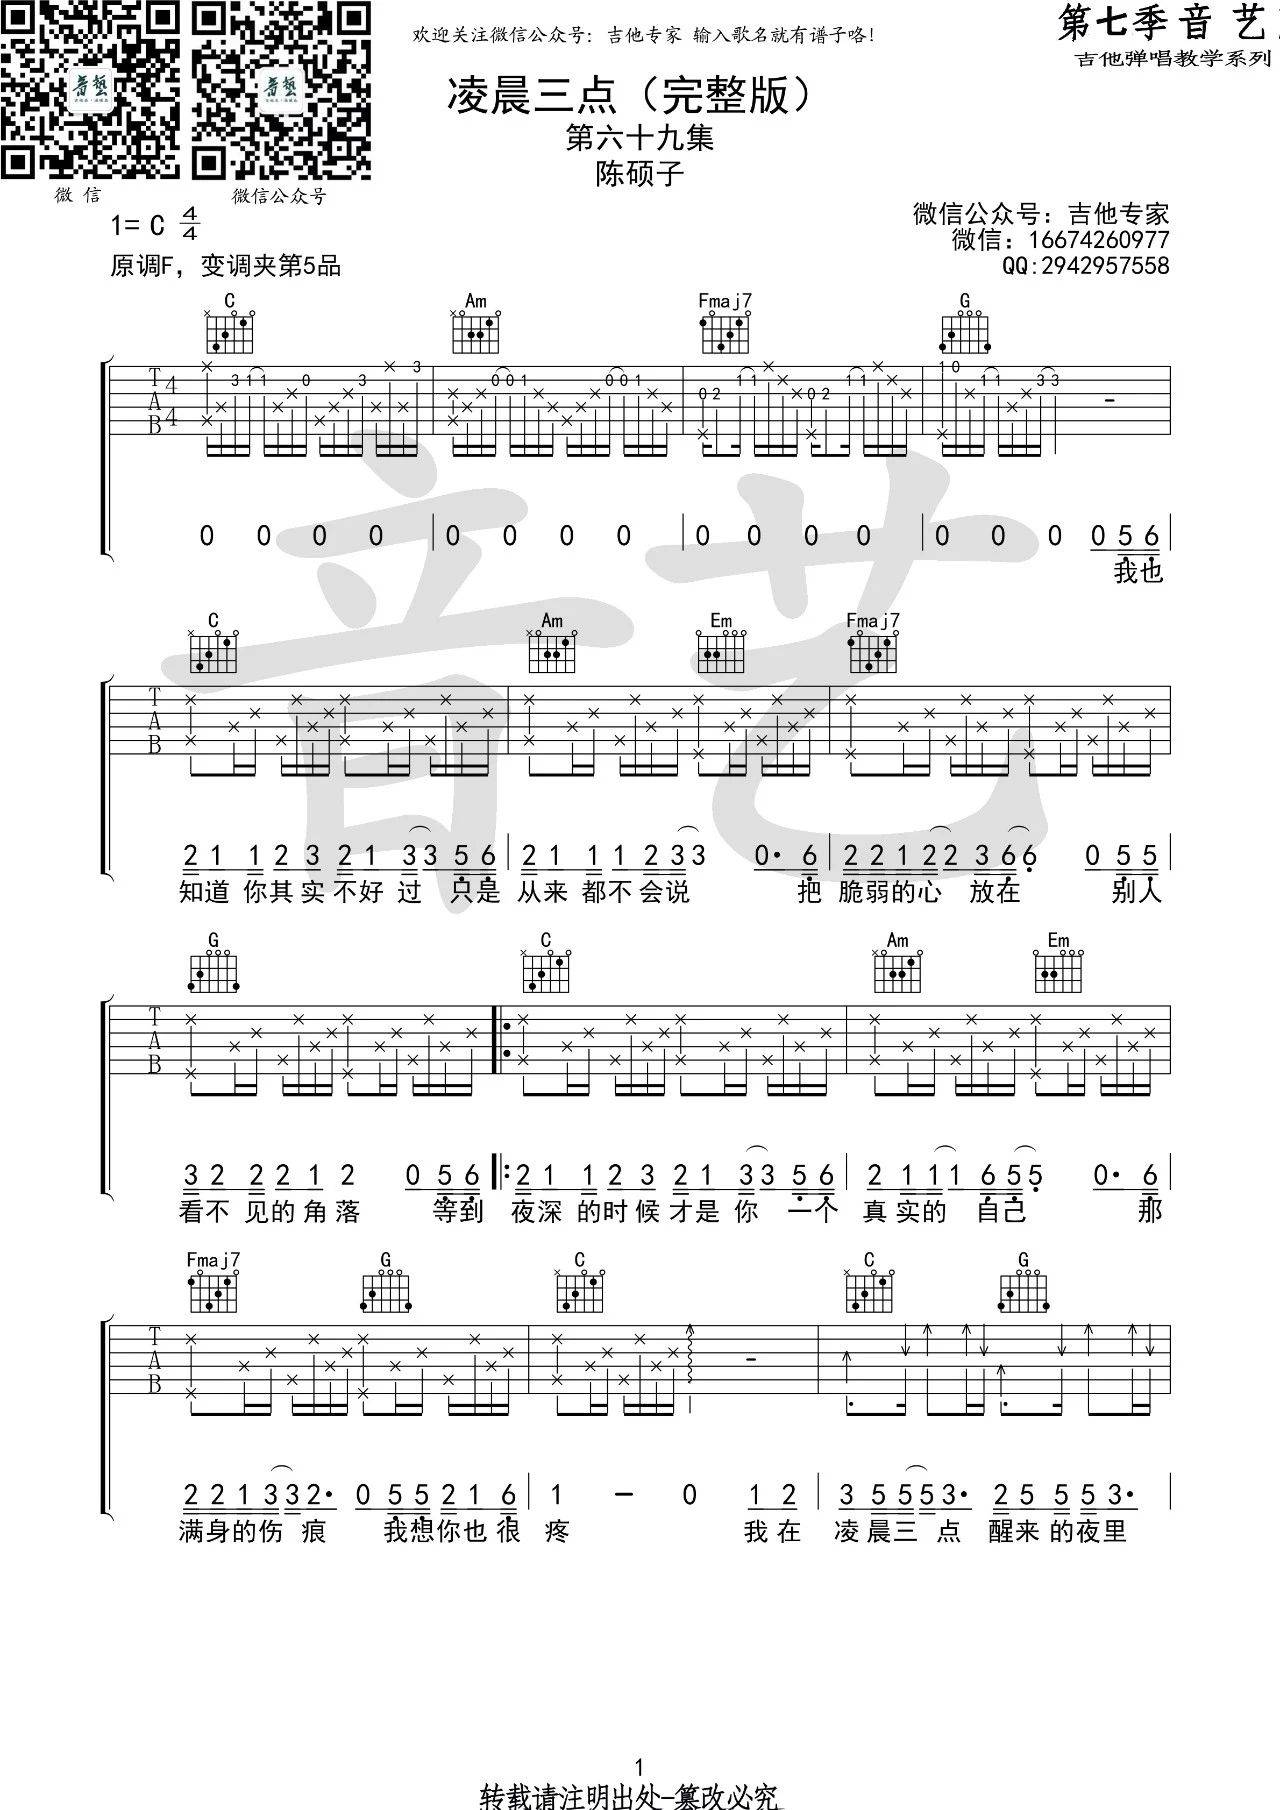 欢迎关注微信公众号：吉他专家 输入歌名就有谱子咯!
第七季音 艺
吉他弹唱教学系列
凌晨三点（完整版）
第六十九集
陈硕子
微 信
微信公众号
1= C 4/4
微信公众号：吉他专家
微信：16674260977
QQ:2942957558
原调F，变调夹第5品
C Am Fmaj7 G
T A B 4 4 3 1 1 0 3 3 0 0 1 0 0 1 0 2 1 1 0 2 1 1 1 0 1 1 3 3 -
0 0 0 0 0 0 0 0 0 0 0 0 0 0 0 0 5 6
我也
C Am Em Fmaj7
T A B
2 1 1 2 3 2 1 3 3 5 6 2 1 1 1 2 3 3 0· 6 2 2 1 2 2 3 6 6 0 5 5
知道 你其实不好过 只是 从来都不会说 把 脆弱的心 放在 别人
G C Am Em
T A B
3 2 2 2 1 2 0 5 6 2 1 1 2 3 2 1 3 3 5 6 2 1 1 1 6 5 5 0· 6
看不 见的角落 等到 夜深的时候才是你 一个 真实的 自己 那
Fmaj7 G C C G
T A B -
2 2 1 3 3 2· 0 5 5 2 1 6 1 - 0 1 2 3 5 5 5 3· 2 5 5 5 3·
满身的伤 痕 我想你也很 疼 我在 凌晨三 点 醒来的夜里
音艺
1
转载请注明出处-篡改必究